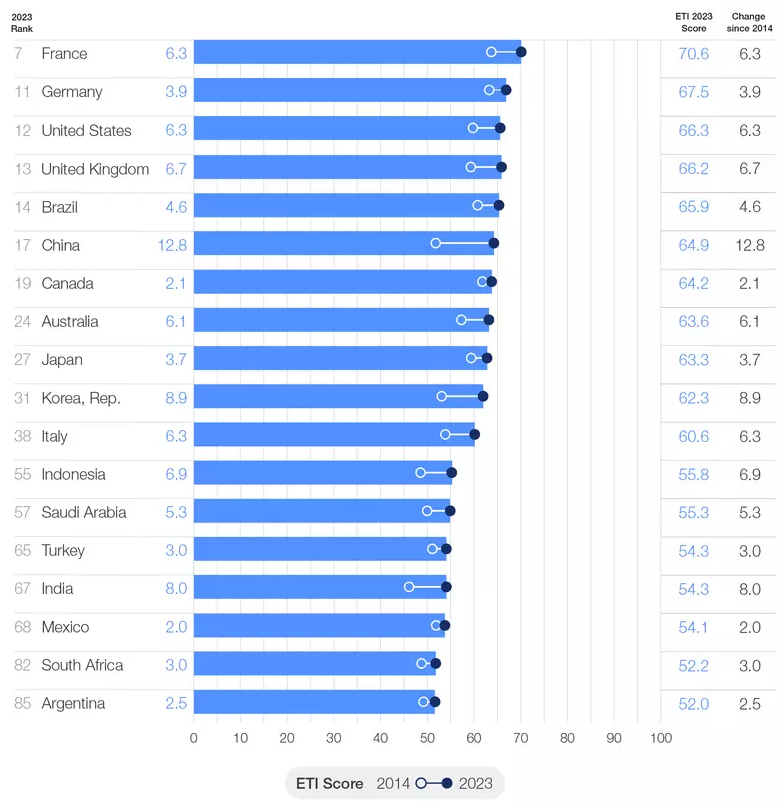 2023 ETI 2023 Change
Rank Score since 2014
7 France 6.3 70.6 6.3
11 Germany 3.9 67.5 3.9
12 United States 6.3 66.3 6.3
13 United Kingdom 6.7 66.2 6.7
14 Brazil 4.6 65.9 4.6
17 China 12.8 64.9 12.8
19 Canada 2.1 64.2 2.1
24 Australia 6.1 63.6 6.1
27 Japan 3.7 63.3 3.7
31 Korea, Rep. 8.9 62.3 8.9
38 Italy 6.3 60.6 6.3
55 Indonesia 6.9 55.8 6.9
57 Saudi Arabia 5.3 55.3 5.3
65 Turkey 3.0 54.3 3.0
67 India 8.0 54.3 8.0
68 Mexico 2.0 54.1 2.0
82 South Africa 3.0 52.2 3.0
85 Argentina 2.5 52.0 2.5
0 10 20 30 40 50 60 70 80 90 100
ETI Score 2014 2023